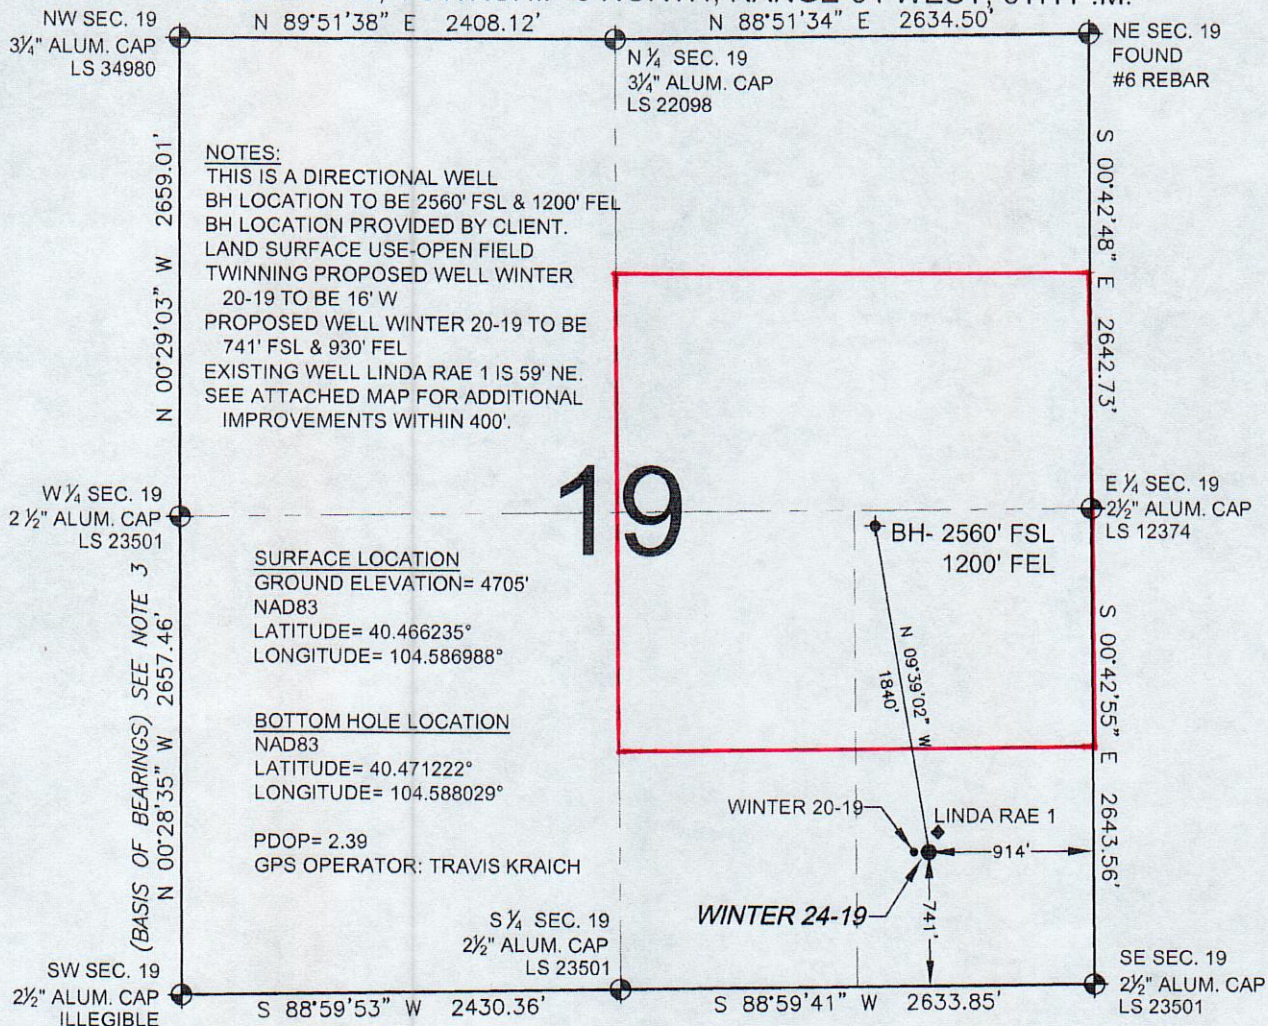 N 89°51'38" E 2408.12'
N 88°51'34" E 2634.50'
NW SEC. 19
3¼" ALUM. CAP
LS 34980
N ¼ SEC. 19
3¼" ALUM. CAP
LS 22098
NE SEC. 19
FOUND
#6 REBAR
N 00°29'03" W 2659.01'
S 00°42'48" E 2642.73'
NOTES:
THIS IS A DIRECTIONAL WELL
BH LOCATION TO BE 2560' FSL & 1200' FEL
BH LOCATION PROVIDED BY CLIENT.
LAND SURFACE USE-OPEN FIELD
TWINNING PROPOSED WELL WINTER
20-19 TO BE 16' W
PROPOSED WELL WINTER 20-19 TO BE
741' FSL & 930' FEL
EXISTING WELL LINDA RAE 1 IS 59' NE.
SEE ATTACHED MAP FOR ADDITIONAL
IMPROVEMENTS WITHIN 400'.
19
W ¼ SEC. 19
2 ½" ALUM. CAP
LS 23501
E ¼ SEC. 19
2½" ALUM. CAP
LS 12374
BH- 2560' FSL
1200' FEL
SURFACE LOCATION
GROUND ELEVATION= 4705'
NAD83
LATITUDE= 40.466235°
LONGITUDE= 104.586988°
BOTTOM HOLE LOCATION
NAD83
LATITUDE= 40.471222°
LONGITUDE= 104.588029°
PDOP= 2.39
GPS OPERATOR: TRAVIS KRAICH
(BASIS OF BEARINGS) SEE NOTE 3
N 00°28'35" W 2657.46'
N 09°39'02" W
1840'
S 00°42'55" E 2643.56'
WINTER 20-19
LINDA RAE 1
914'
WINTER 24-19
741'
S ¼ SEC. 19
2½" ALUM. CAP
LS 23501
SW SEC. 19
2½" ALUM. CAP
ILLEGIBLE
S 88°59'53" W 2430.36'
S 88°59'41" W 2633.85'
SE SEC. 19
2½" ALUM. CAP
LS 23501